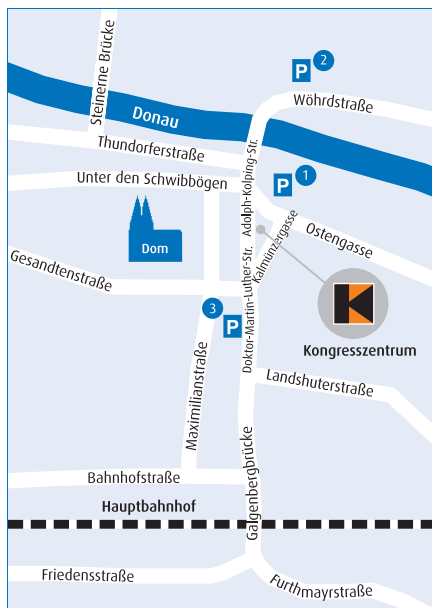 Steinerne Brücke
P 2
Wöhrdstraße
Donau
Thundorferstraße
Unter den Schwibbögen
P 1
Adolph-Kolping-Str.
Kalmünzergasse
Ostengasse
Dom
Gesandtenstraße
Doktor-Martin-Luther-Str.
3
P
K
Kongresszentrum
Maximilianstraße
Landshuterstraße
Bahnhofstraße
Galgenbergbrücke
Hauptbahnhof
Friedensstraße
Furthmayrstraße